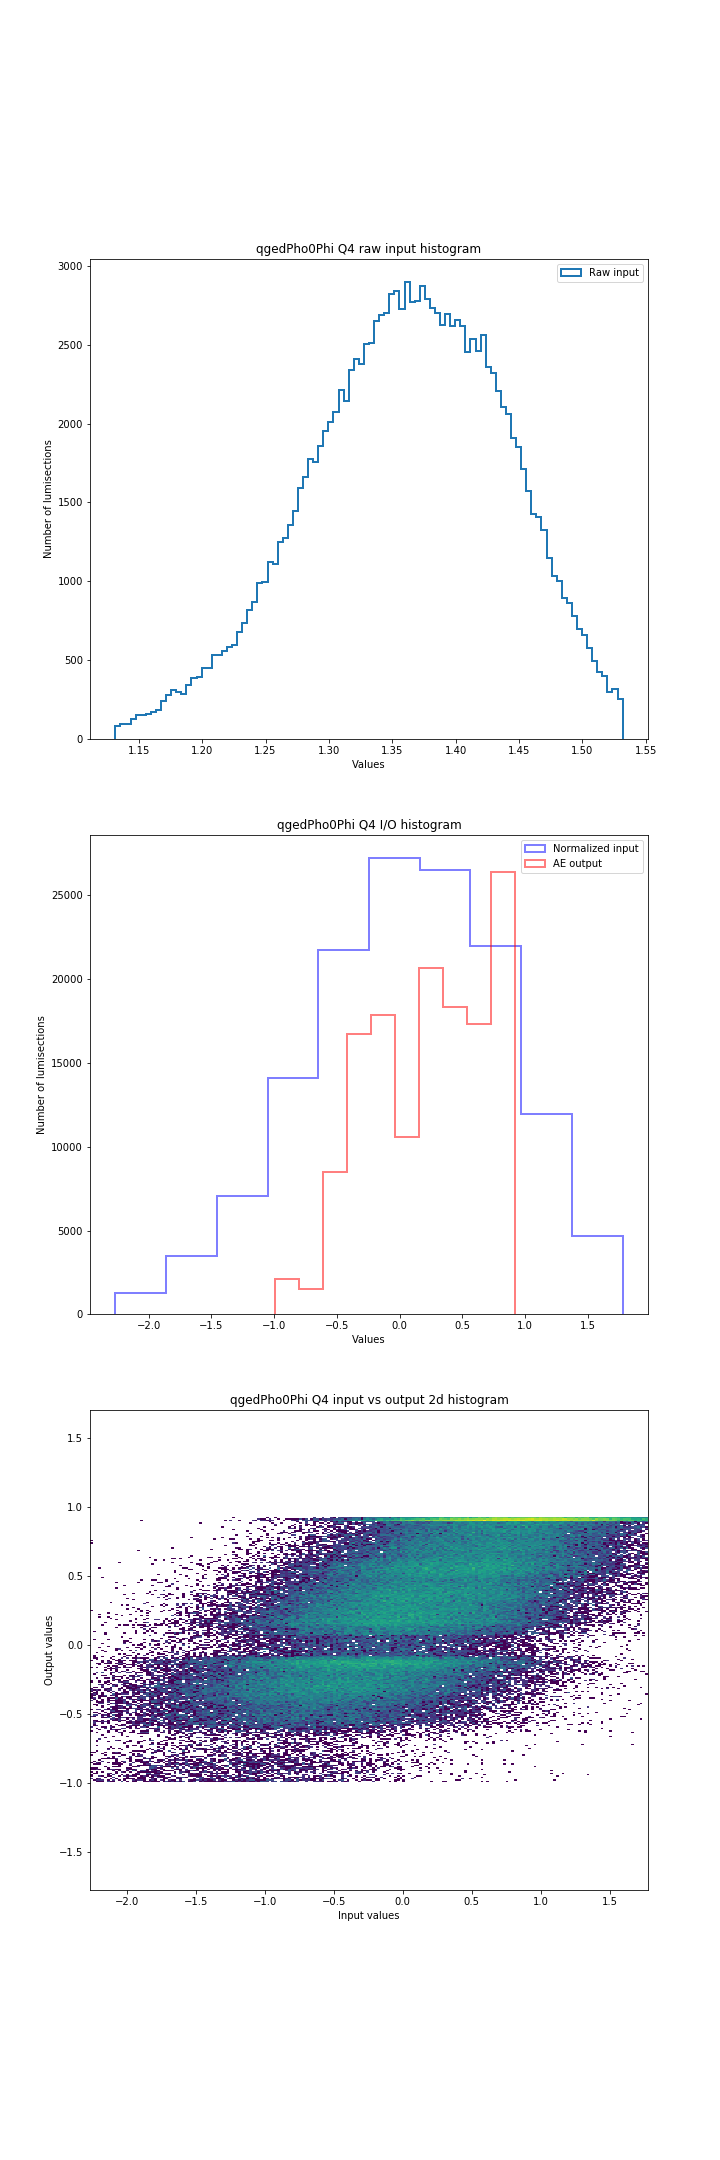 qgedPho0Phi Q4 raw input histogram
Raw input
3000
2500
2000
1500
1000
500
0
Number of lumisections
1.15 1.20 1.25 1.30 1.35 1.40 1.45 1.50 1.55
Values
qgedPho0Phi Q4 I/O histogram
Normalized input
AE output
25000
20000
15000
10000
5000
0
Number of lumisections
−2.0 −1.5 −1.0 −0.5 0.0 0.5 1.0 1.5
Values
qgedPho0Phi Q4 input vs output 2d histogram
1.5
1.0
0.5
0.0
−0.5
−1.0
−1.5
Output values
−2.0 −1.5 −1.0 −0.5 0.0 0.5 1.0 1.5
Input values